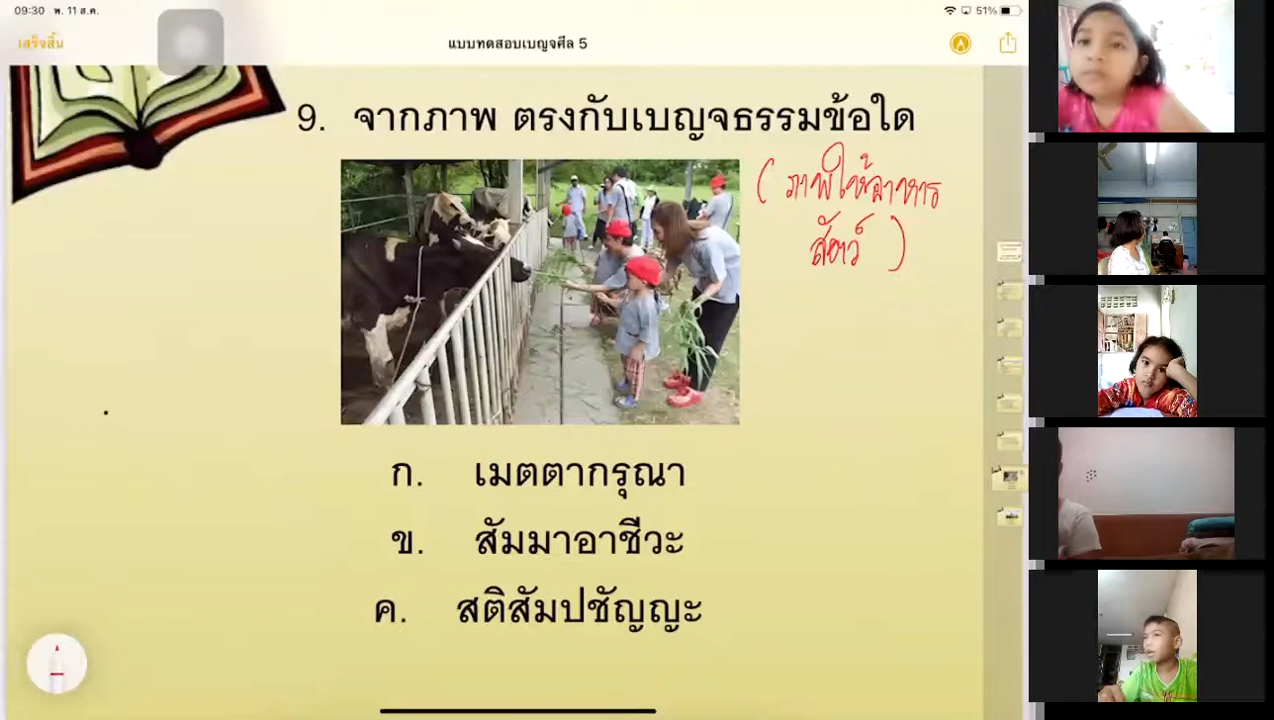 09:30 พ. 11 ส.ค.
51%
เสร็จสิ้น
แบบทดสอบเบญจศีล 5
9. จากภาพ ตรงกับเบญจธรรมข้อใด
( ภาพให้อาหาร
สัตว์ )
ก. เมตตากรุณา
ข. สัมมาอาชีวะ
ค. สติสัมปชัญญะ